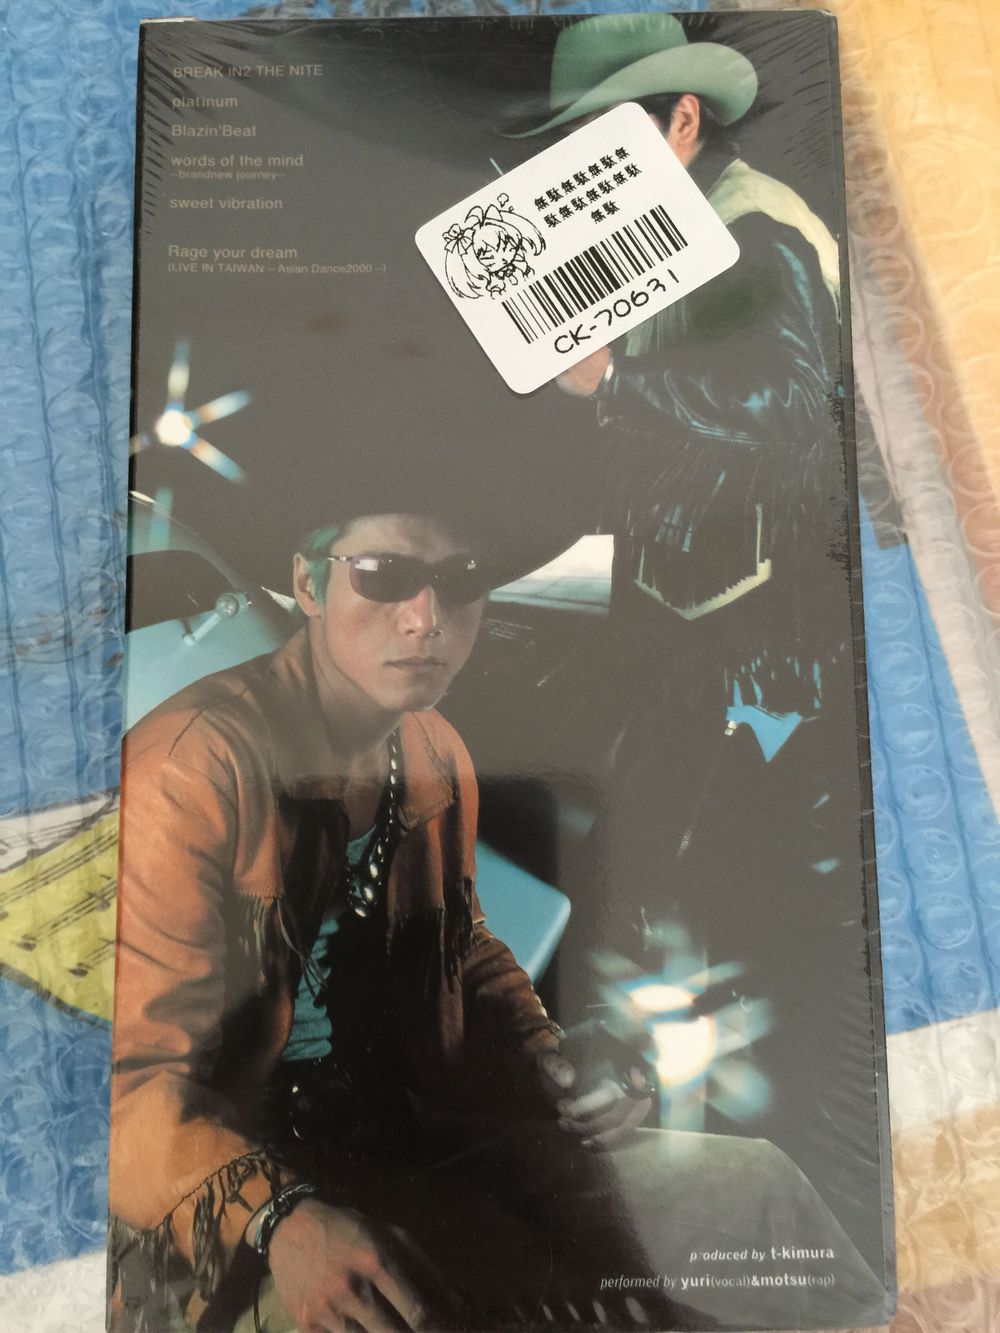 BREAK IN2 THE NITE
platinum
Blazin'Beat
words of the mind
--brandnew journey--
sweet vibration
Rage your dream
(LIVE IN TAIWAN -- Asian Dance2000 --)
無駄無駄無駄無
駄無駄無駄無駄
無駄
CK-70631
produced by t-kimura
performed by yuri(vocal)&motsu(rap)